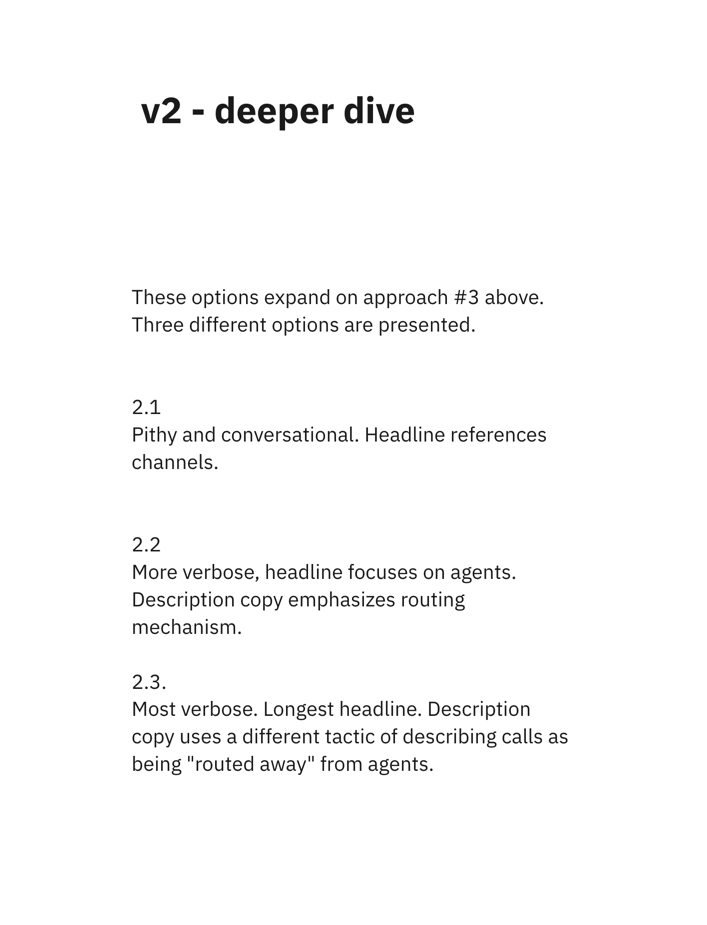 v2 - deeper dive
These options expand on approach #3 above.
Three different options are presented.
2.1
Pithy and conversational. Headline references
channels.
2.2
More verbose, headline focuses on agents.
Description copy emphasizes routing
mechanism.
2.3.
Most verbose. Longest headline. Description
copy uses a different tactic of describing calls as
being "routed away" from agents.